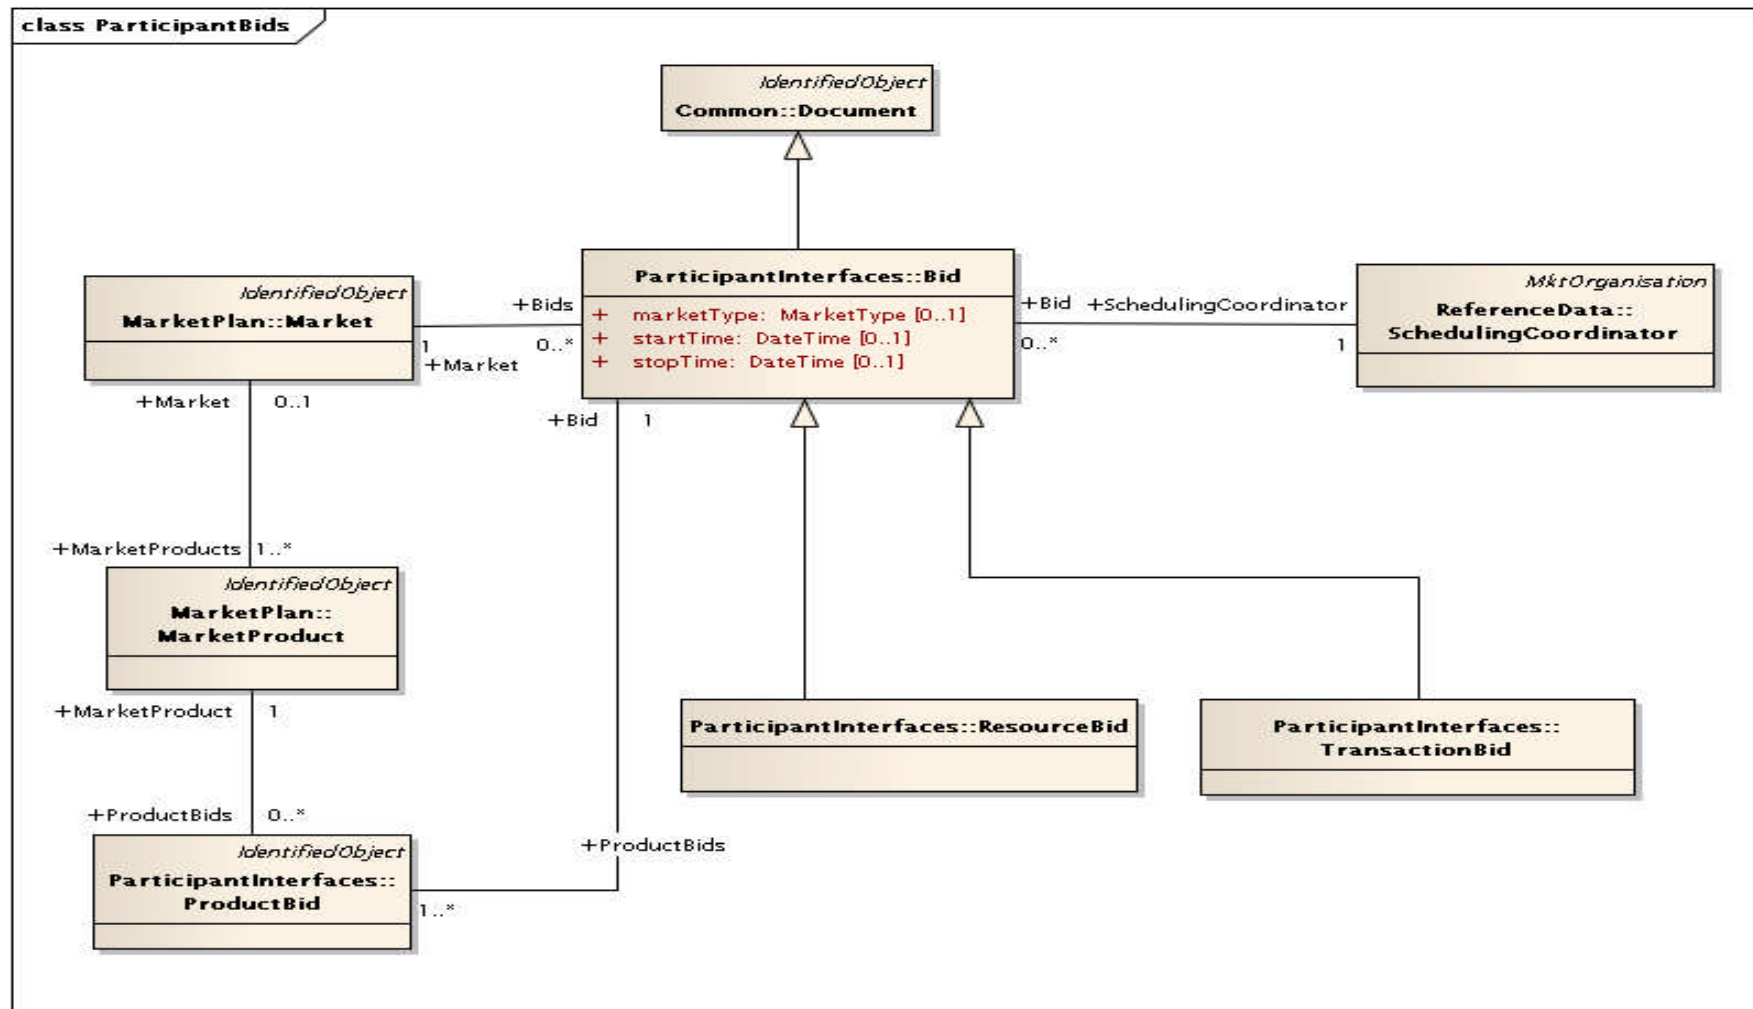 class ParticipantBids
IdentifiedObject
Common::Document
ParticipantInterfaces::Bid
+ marketType: MarketType [0..1]
+ startTime: DateTime [0..1]
+ stopTime: DateTime [0..1]
IdentifiedObject
MarketPlan::Market
+Bids
0..*
1
+Market
+Bid
0..*
+SchedulingCoordinator
1
MktOrganisation
ReferenceData::
SchedulingCoordinator
+Market 0..1
+Bid 1
+MarketProducts 1..*
IdentifiedObject
MarketPlan::
MarketProduct
+MarketProduct 1
ParticipantInterfaces::ResourceBid
ParticipantInterfaces::
TransactionBid
+ProductBids 0..*
+ProductBids
1..*
IdentifiedObject
ParticipantInterfaces::
ProductBid